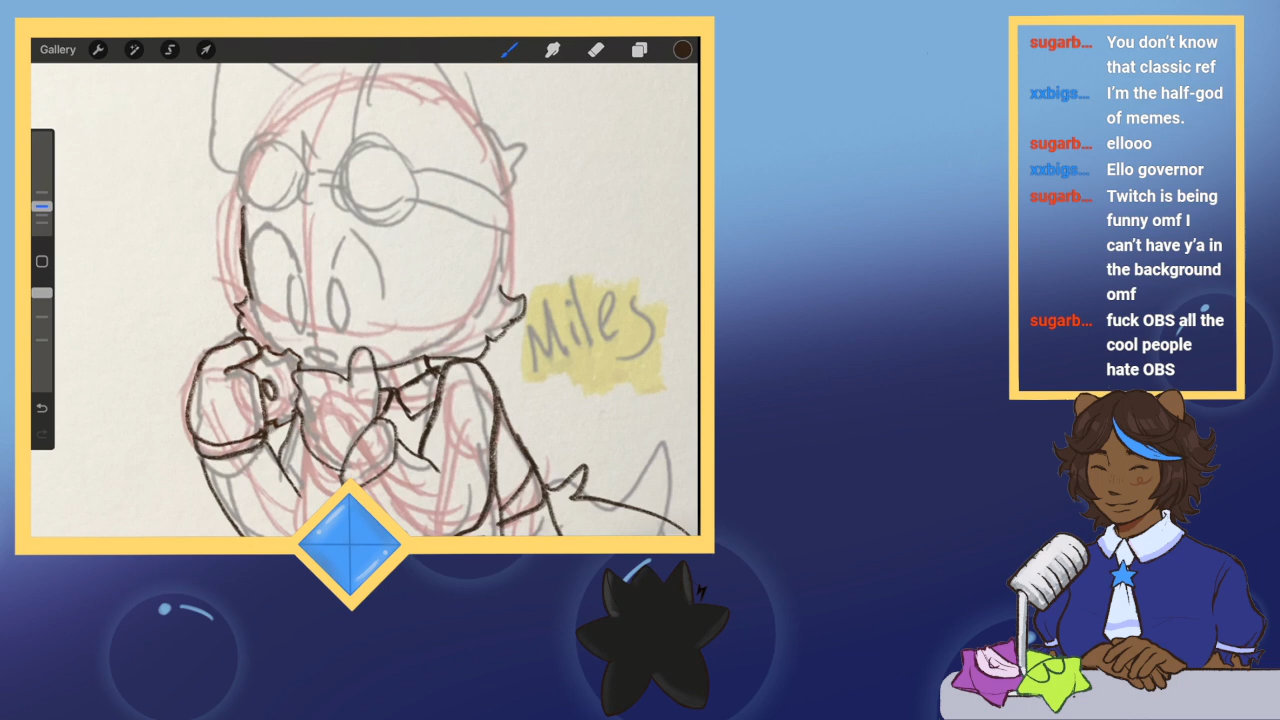 Gallery
Miles
sugarb... You don't know
that classic ref
xxbigs... I'm the half-god
of memes.
sugarb... ellooo
xxbigs... Ello governor
sugarb... Twitch is being
funny omf I
can't have y'a in
the background
omf
sugarb... fuck OBS all the
cool people
hate OBS